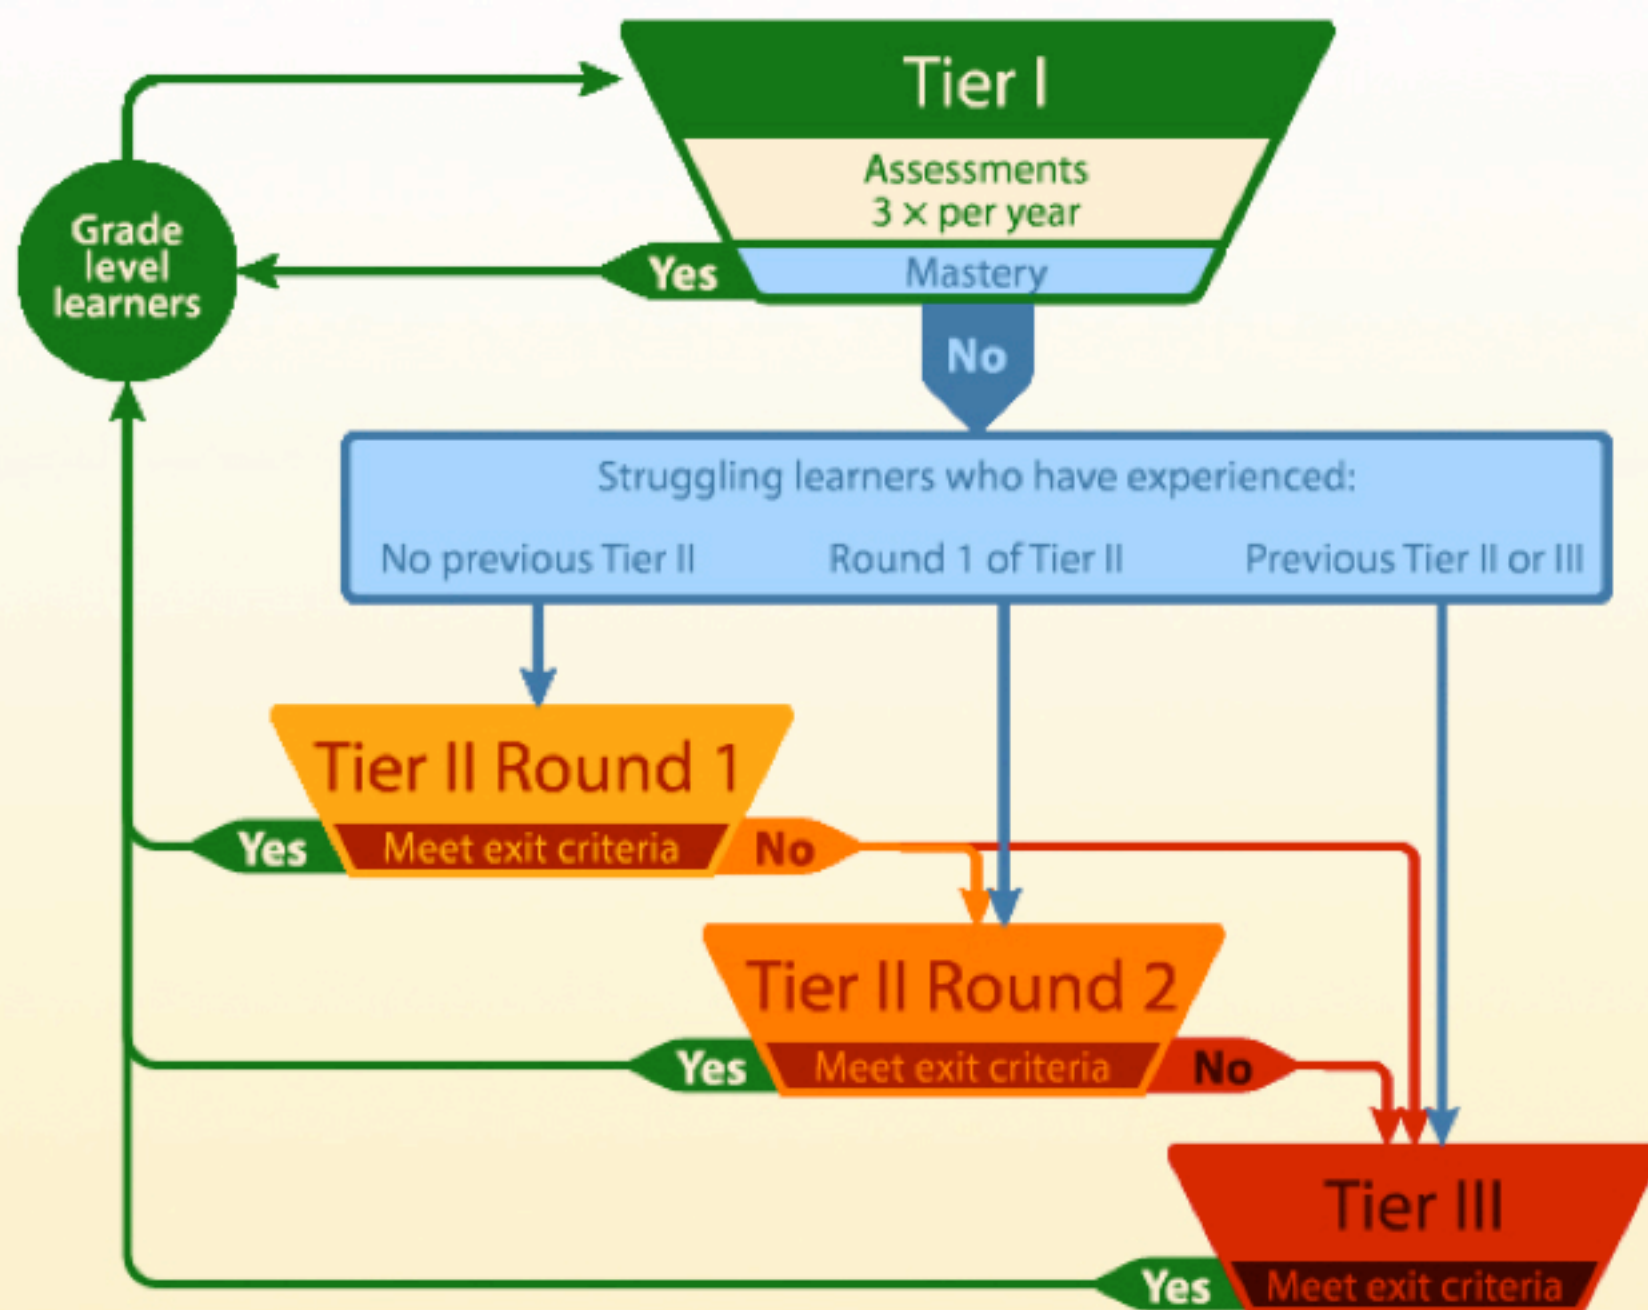 Tier I
Assessments
3 × per year
Grade
level
learners
Yes
Mastery
No
Struggling learners who have experienced:
No previous Tier II
Round 1 of Tier II
Previous Tier II or III
Tier II Round 1
Yes
Meet exit criteria
No
Tier II Round 2
Yes
Meet exit criteria
No
Tier III
Yes
Meet exit criteria